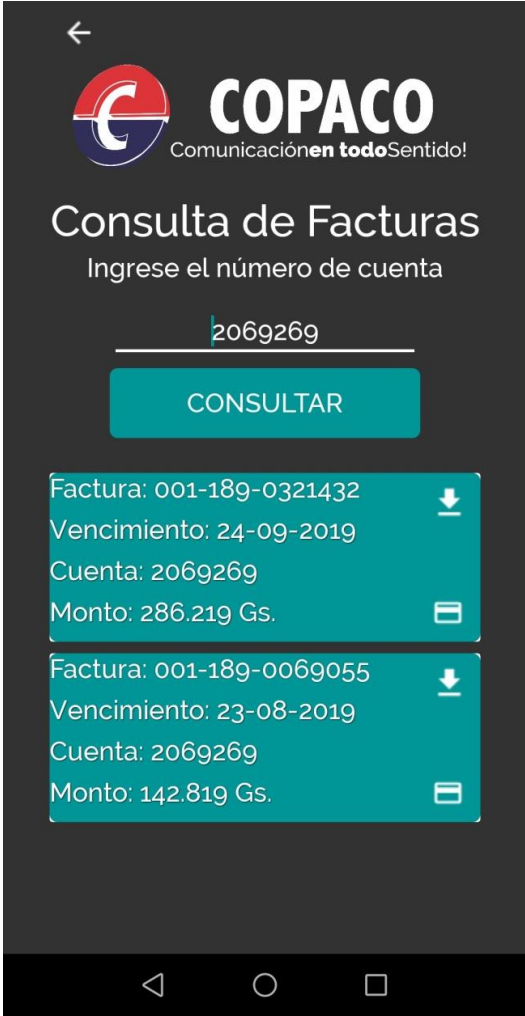 COPACO
Comunicaciónen todoSentido!
Consulta de Facturas
Ingrese el número de cuenta
2069269
CONSULTAR
Factura: 001-189-0321432
Vencimiento: 24-09-2019
Cuenta: 2069269
Monto: 286.219 Gs.
Factura: 001-189-0069055
Vencimiento: 23-08-2019
Cuenta: 2069269
Monto: 142.819 Gs.